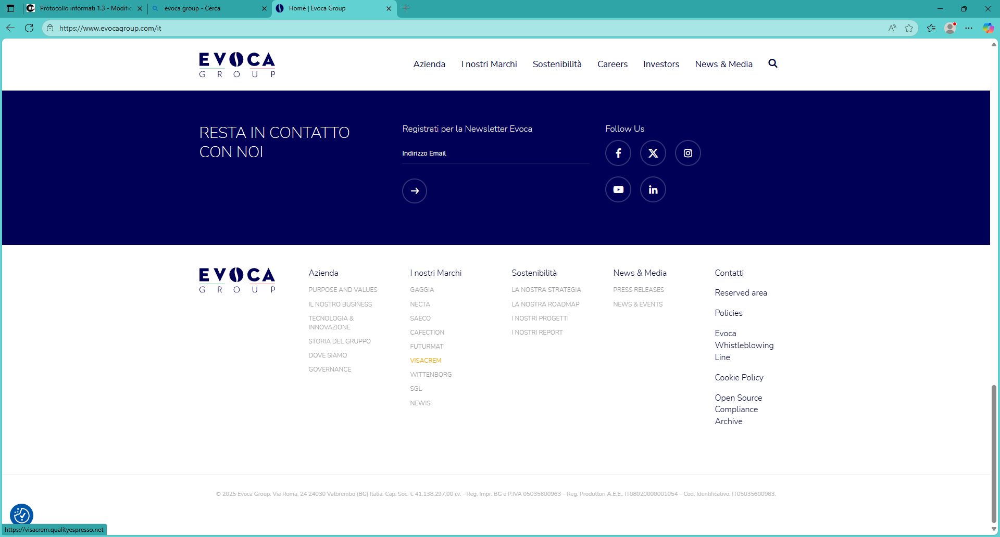 Protocollo informati 1.3 - Modific
evoca group - Cerca
Home | Evoca Group
https://www.evocagroup.com/it
EVOCA
GROUP
Azienda
I nostri Marchi
Sostenibilità
Careers
Investors
News & Media
RESTA IN CONTATTO
CON NOI
Registrati per la Newsletter Evoca
Indirizzo Email
Follow Us
EVOCA
GROUP
Azienda
PURPOSE AND VALUES
IL NOSTRO BUSINESS
TECNOLOGIA &
INNOVAZIONE
STORIA DEL GRUPPO
DOVE SIAMO
GOVERNANCE
I nostri Marchi
GAGGIA
NECTA
SAECO
CAFECTION
FUTURMAT
VISACREM
WITTENBORG
SGL
NEWIS
Sostenibilità
LA NOSTRA STRATEGIA
LA NOSTRA ROADMAP
I NOSTRI PROGETTI
I NOSTRI REPORT
News & Media
PRESS RELEASES
NEWS & EVENTS
Contatti
Reserved area
Policies
Evoca
Whistleblowing
Line
Cookie Policy
Open Source
Compliance
Archive
© 2025 Evoca Group. Via Roma, 24 24030 Valbrembo (BG) Italia. Cap. Soc. € 41.138.297,00 i.v. - Reg. Impr. BG e P.IVA 05035600963 – Reg. Produttori A.E.E.: IT08020000001054 – Cod. Identificativo: IT05035600963.
https://visacrem.qualityespresso.net